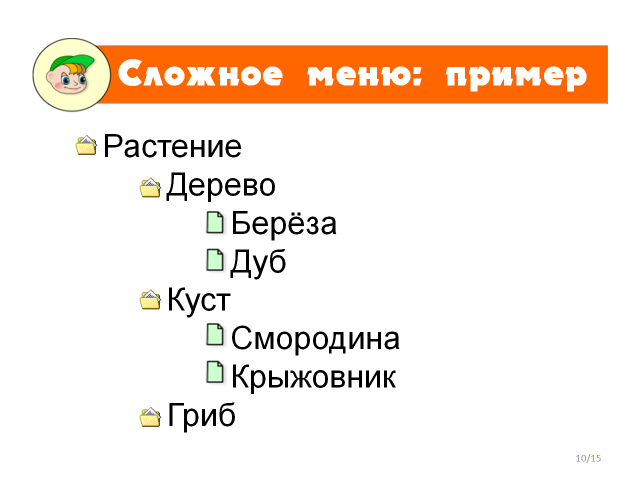 Сложное меню: пример
Растение
Дерево
Берёза
Дуб
Куст
Смородина
Крыжовник
Гриб
10/15